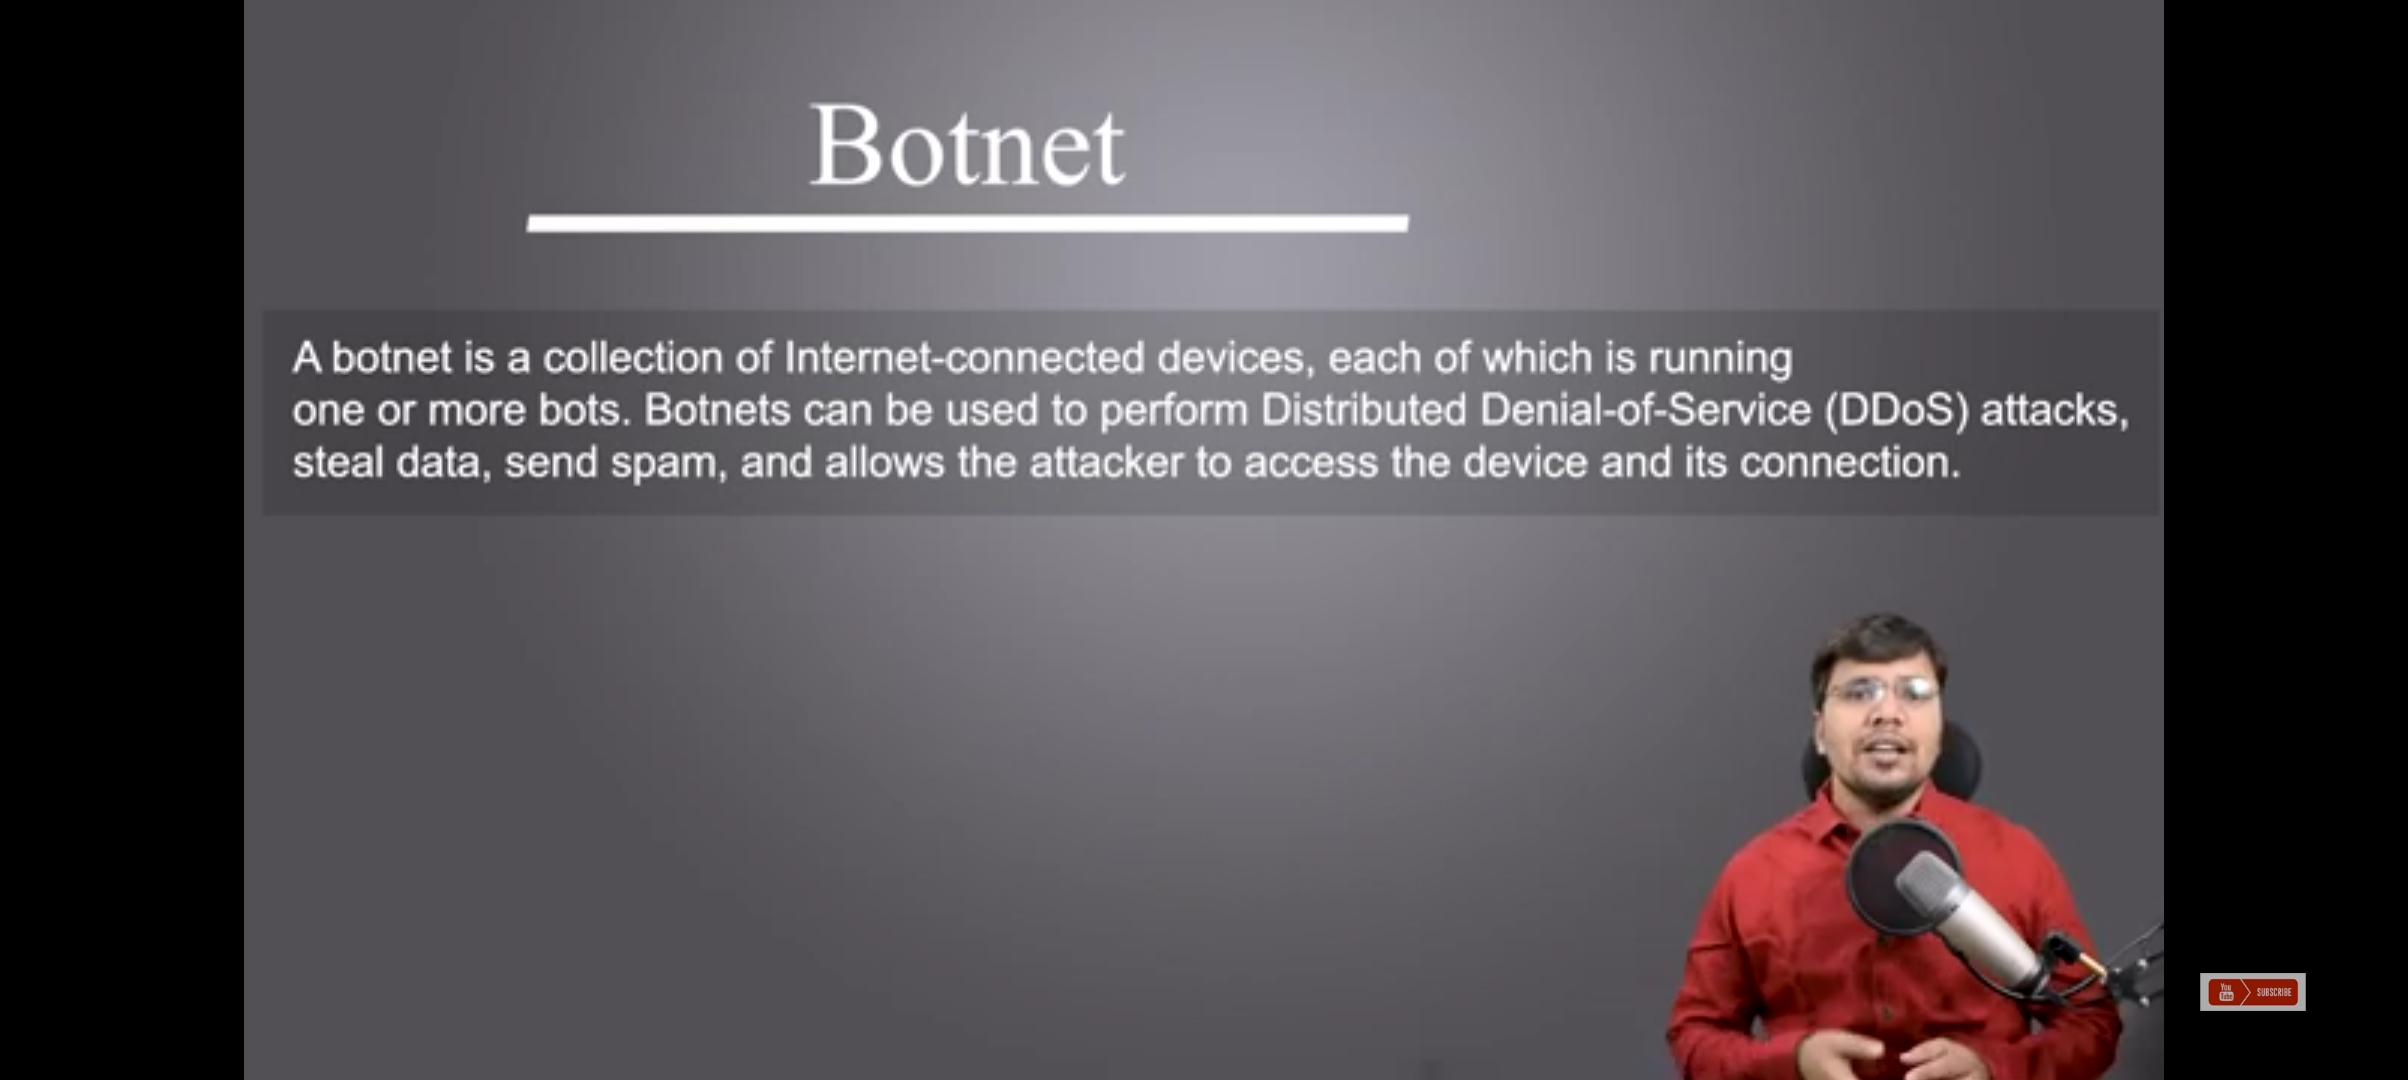 Botnet
A botnet is a collection of Internet-connected devices, each of which is running
one or more bots. Botnets can be used to perform Distributed Denial-of-Service (DDoS) attacks,
steal data, send spam, and allows the attacker to access the device and its connection.
You
Tube
SUBSCRIBE